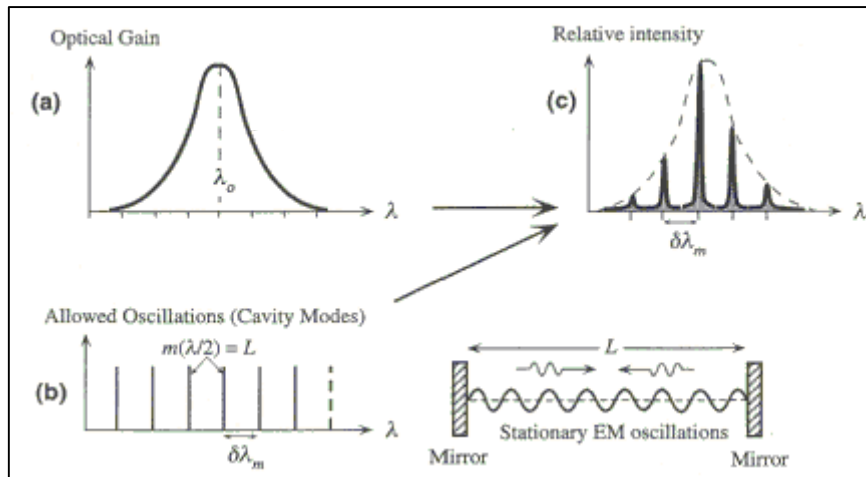 Optical Gain
(a)
λₒ
λ
Relative intensity
(c)
λ
δλₘ
Allowed Oscillations (Cavity Modes)
m(λ/2) = L
(b)
λ
δλₘ
L
Stationary EM oscillations
Mirror
Mirror